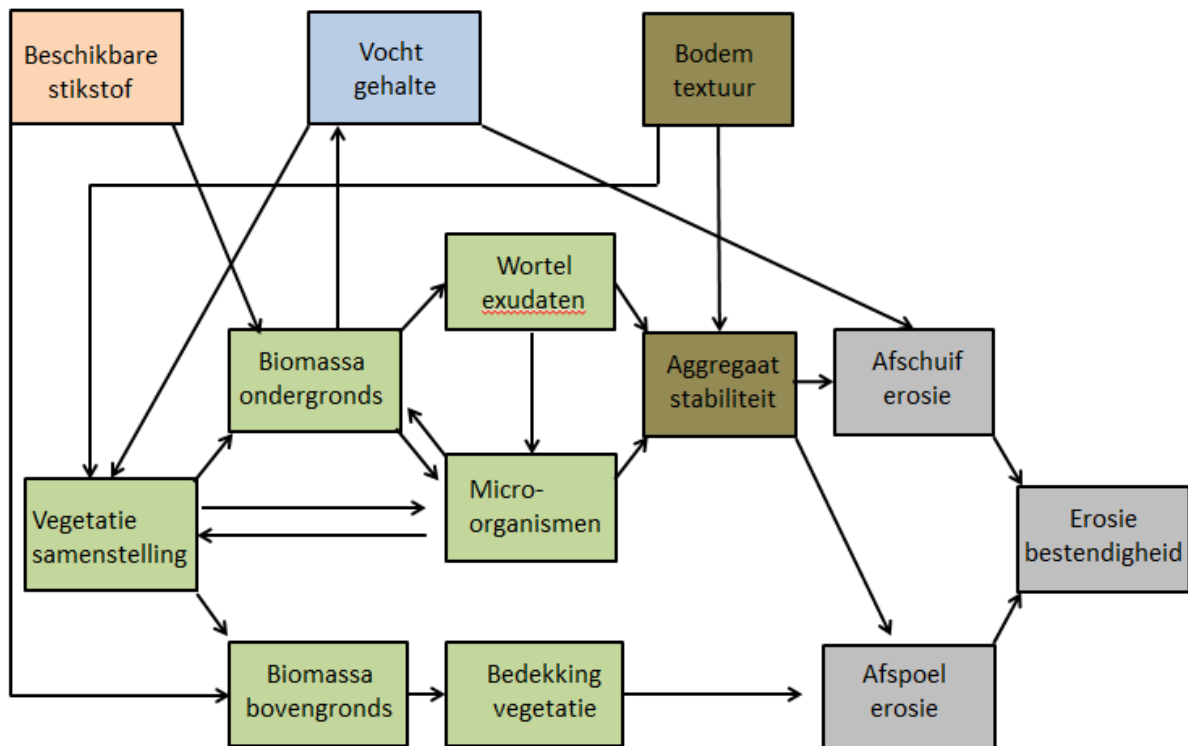 Beschikbare
stikstof
Vocht
gehalte
Bodem
textuur
Wortel
exudaten
Biomassa
ondergronds
Aggregaat
stabiliteit
Afschuif
erosie
Vegetatie
samenstelling
Micro-
organismen
Erosie
bestendigheid
Biomassa
bovengronds
Bedekking
vegetatie
Afspoel
erosie